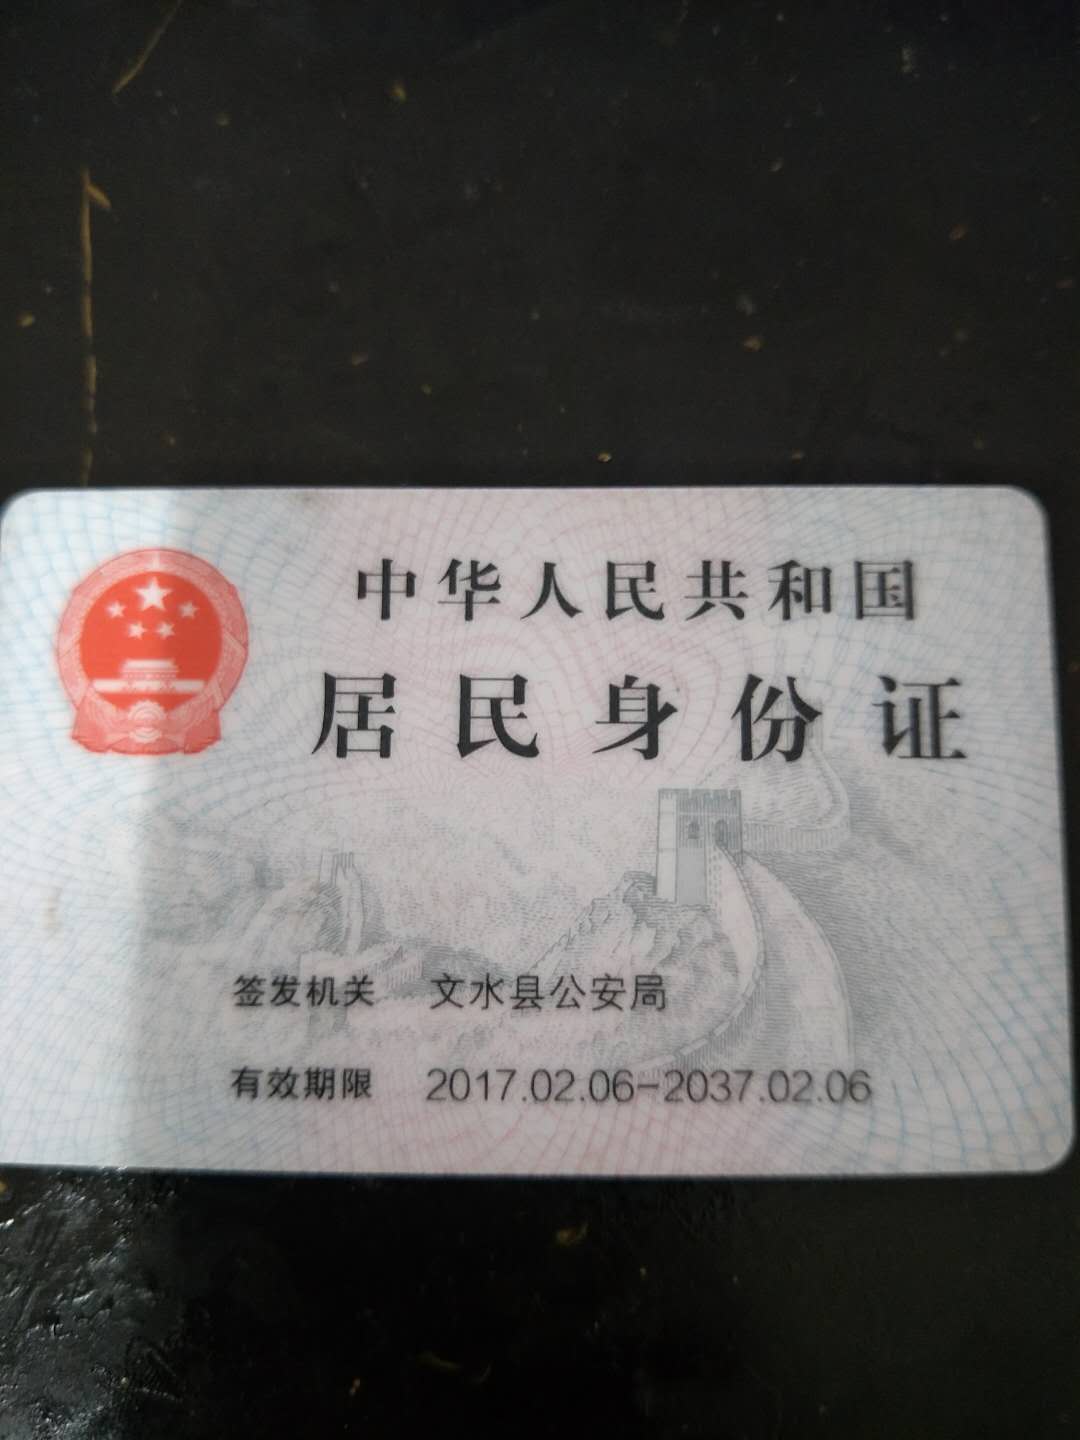 中华人民共和国
居民身份证
签发机关 文水县公安局
有效期限 2017.02.06-2037.02.06